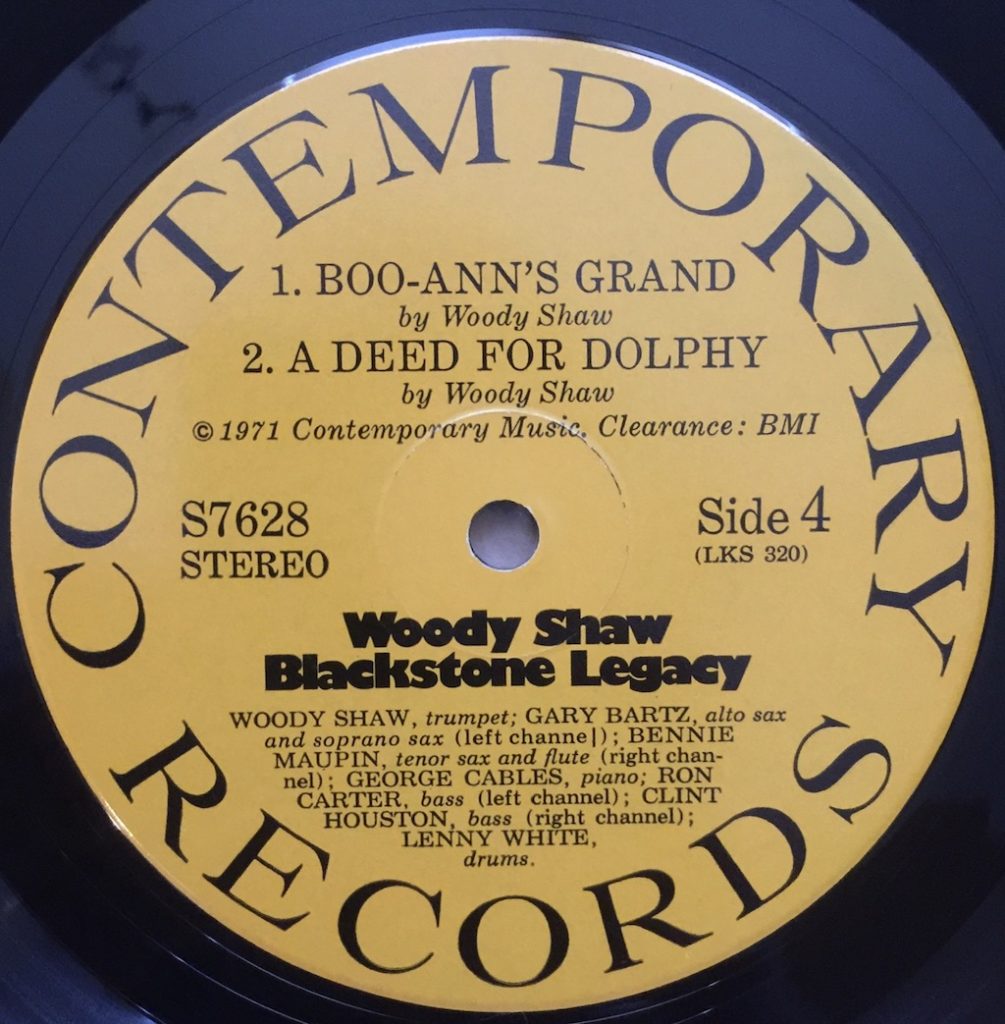 CONTEMPORARY
1. BOO-ANN'S GRAND
by Woody Shaw
2. A DEED FOR DOLPHY
by Woody Shaw
©1971 Contemporary Music. Clearance: BMI
S7628
STEREO
Side 4
(LKS 320)
Woody Shaw
Blackstone Legacy
WOODY SHAW, trumpet; GARY BARTZ, alto sax
and soprano sax (left channel); BENNIE
MAUPIN, tenor sax and flute (right chan-
nel); GEORGE CABLES, piano; RON
CARTER, bass (left channel); CLINT
HOUSTON, bass (right channel);
LENNY WHITE,
drums.
RECORDS